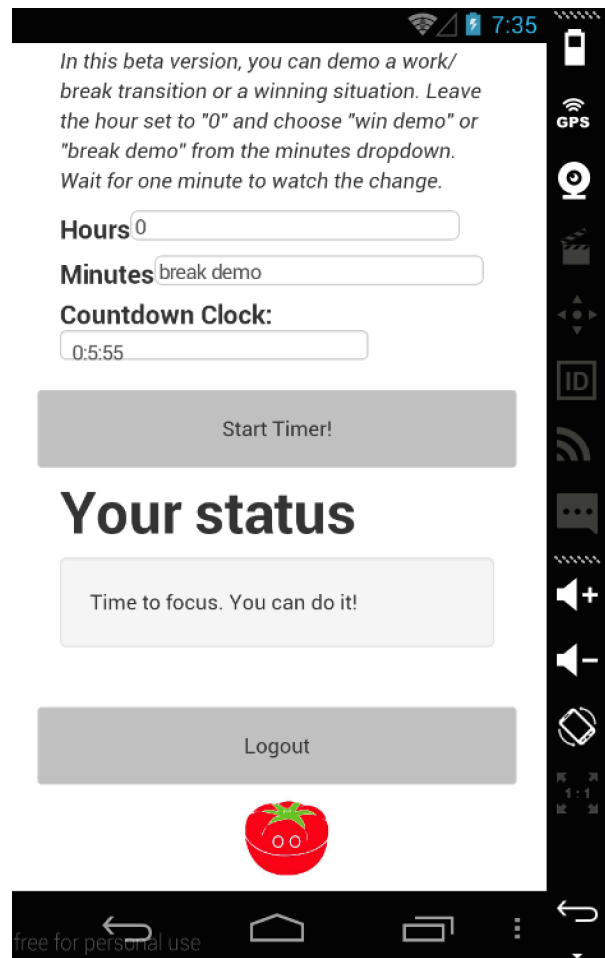 7:35
In this beta version, you can demo a work/
break transition or a winning situation. Leave
the hour set to "0" and choose "win demo" or
"break demo" from the minutes dropdown.
Wait for one minute to watch the change.
Hours 0
Minutes break demo
Countdown Clock:
0:5:55
Start Timer!
Your status
Time to focus. You can do it!
Logout
free for personal use
GPS
ID
1:1